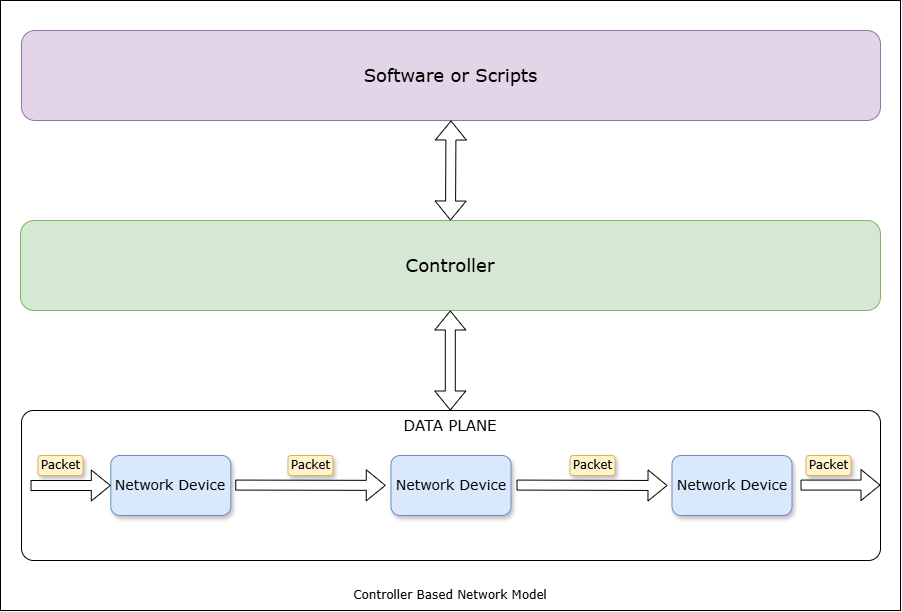 Software or Scripts
Controller
DATA PLANE
Packet
Packet
Packet
Packet
Network Device
Network Device
Network Device
Controller Based Network Model